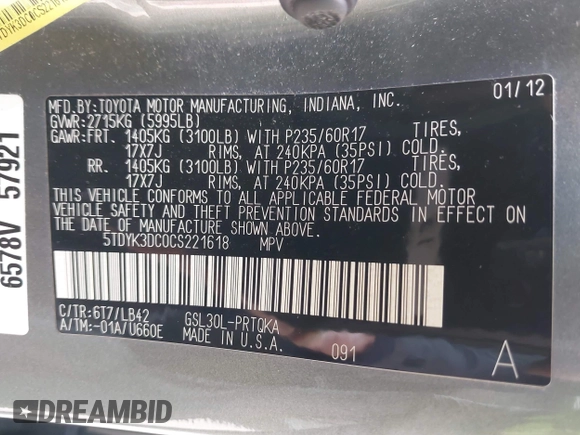 TDYK3DC0CS22161
6578V 57921
MFD.BY:TOYOTA MOTOR MANUFACTURING, INDIANA, INC. 01/12
GVWR:2715KG (5995LB)
GAWR:FRT. 1405KG (3100LB) WITH P235/60R17 TIRES,
17X7J RIMS, AT 240KPA (35PSI) COLD.
RR. 1405KG (3100LB) WITH P235/60R17 TIRES,
17X7J RIMS, AT 240KPA (35PSI) COLD.
THIS VEHICLE CONFORMS TO ALL APPLICABLE FEDERAL MOTOR
VEHICLE SAFETY AND THEFT PREVENTION STANDARDS IN EFFECT ON
THE DATE OF MANUFACTURE SHOWN ABOVE.
5TDYK3DC0CS221618 MPV
C/TR:6T7/LB42 GSL30L-PRTQKA
A/TM:-01A/U660E MADE IN U.S.A. 091 A
DREAMBID